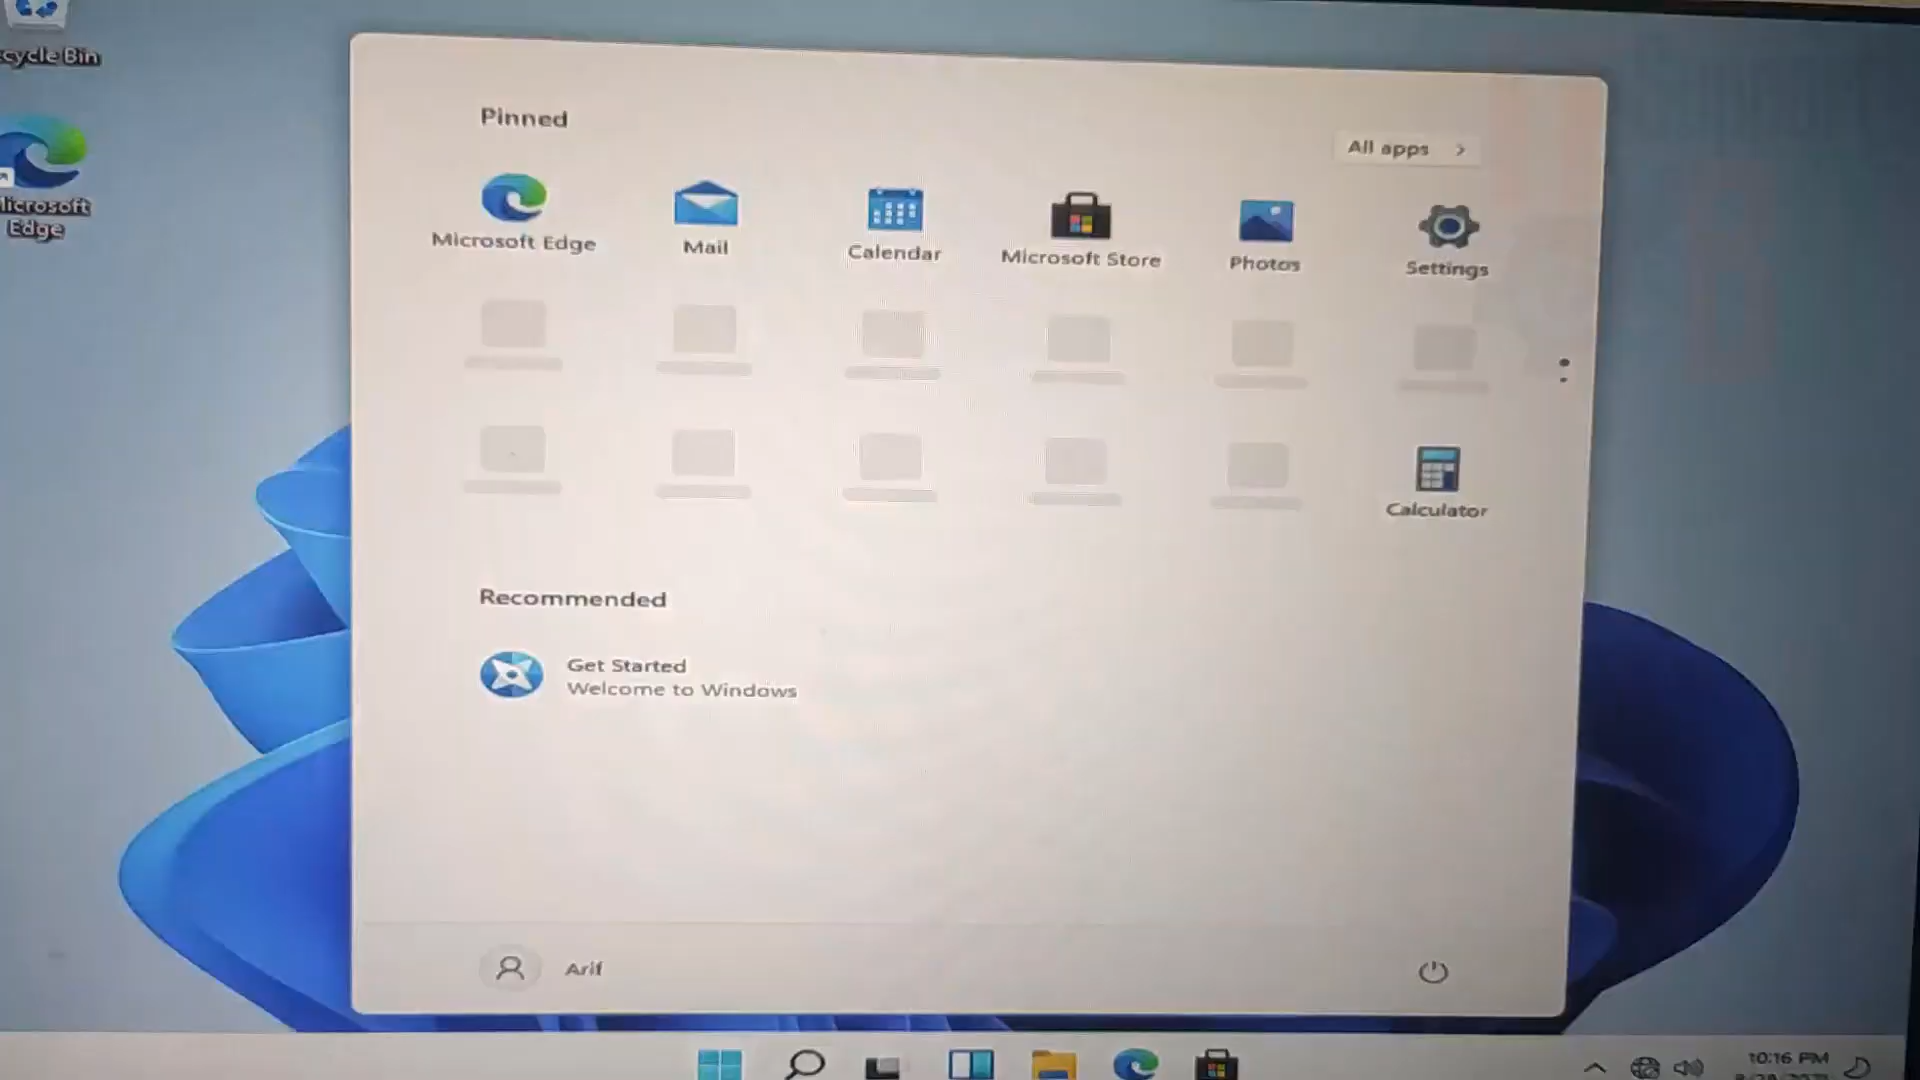 Recycle Bin
Microsoft
Edge
Pinned
All apps
Microsoft Edge
Mail
Calendar
Microsoft Store
Photos
Settings
Calculator
Recommended
Get Started
Welcome to Windows
Arif
10:16 PM